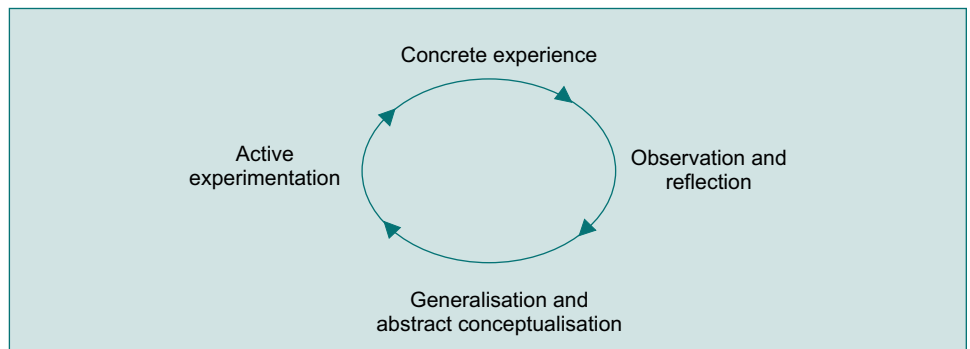 Concrete experience
Active
experimentation
Observation and
reflection
Generalisation and
abstract conceptualisation